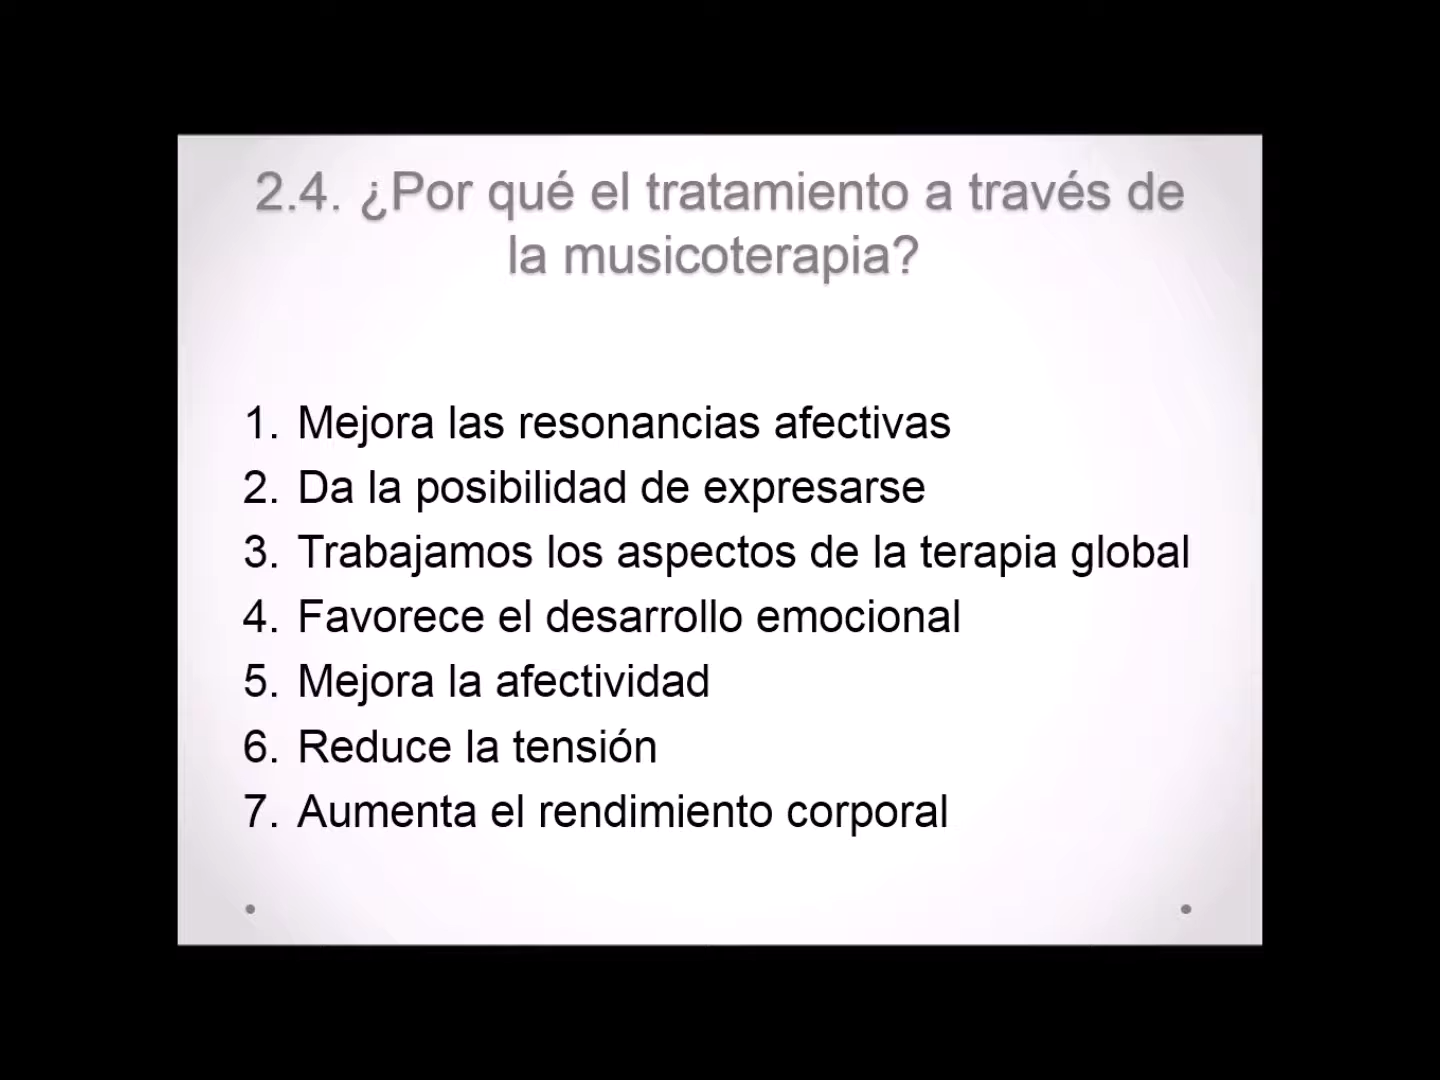 2.4. ¿Por qué el tratamiento a través de
la musicoterapia?
1. Mejora las resonancias afectivas
2. Da la posibilidad de expresarse
3. Trabajamos los aspectos de la terapia global
4. Favorece el desarrollo emocional
5. Mejora la afectividad
6. Reduce la tensión
7. Aumenta el rendimiento corporal